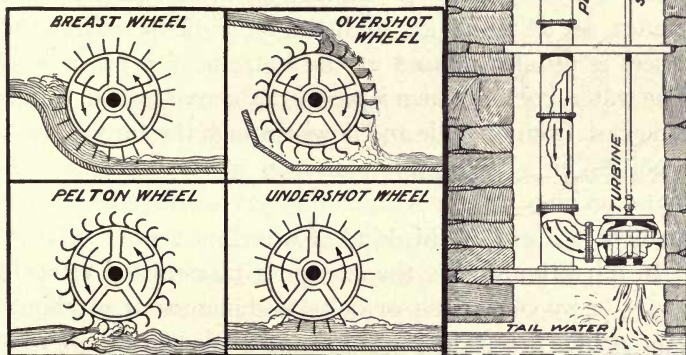 BREAST WHEEL
OVERSHOT
WHEEL
PELTON WHEEL
UNDERSHOT WHEEL
TURBINE
TAIL WATER